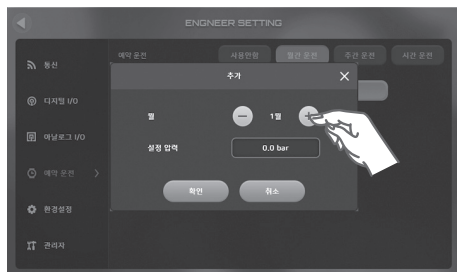 ENGNEER SETTING
예약 운전
사용안함
월간 운전
주간 운전
시간 운전
통신
디지털 I/O
아날로그 I/O
예약 운전
환경설정
관리자
추가
월
1월
설정 압력
0.0 bar
확인
취소